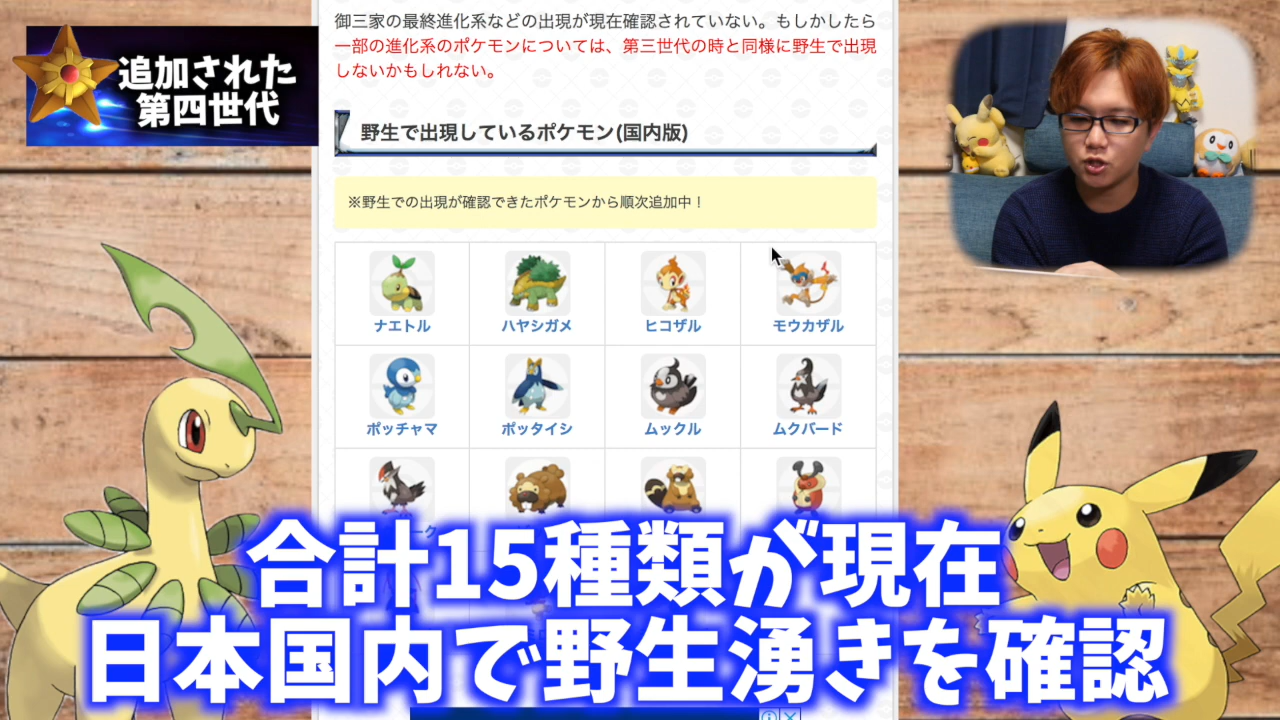 追加された
第四世代
御三家の最終進化系などの出現が現在確認されていない。もしかしたら
一部の進化系のポケモンについては、第三世代の時と同様に野生で出現
しないかもしれない。
野生で出現しているポケモン(国内版)
※野生での出現が確認できたポケモンから順次追加中！
ナエトル ハヤシガメ ヒコザル モウカザル
ポッチャマ ポッタイシ ムックル ムクバード
合計15種類が現在
日本国内で野生湧きを確認